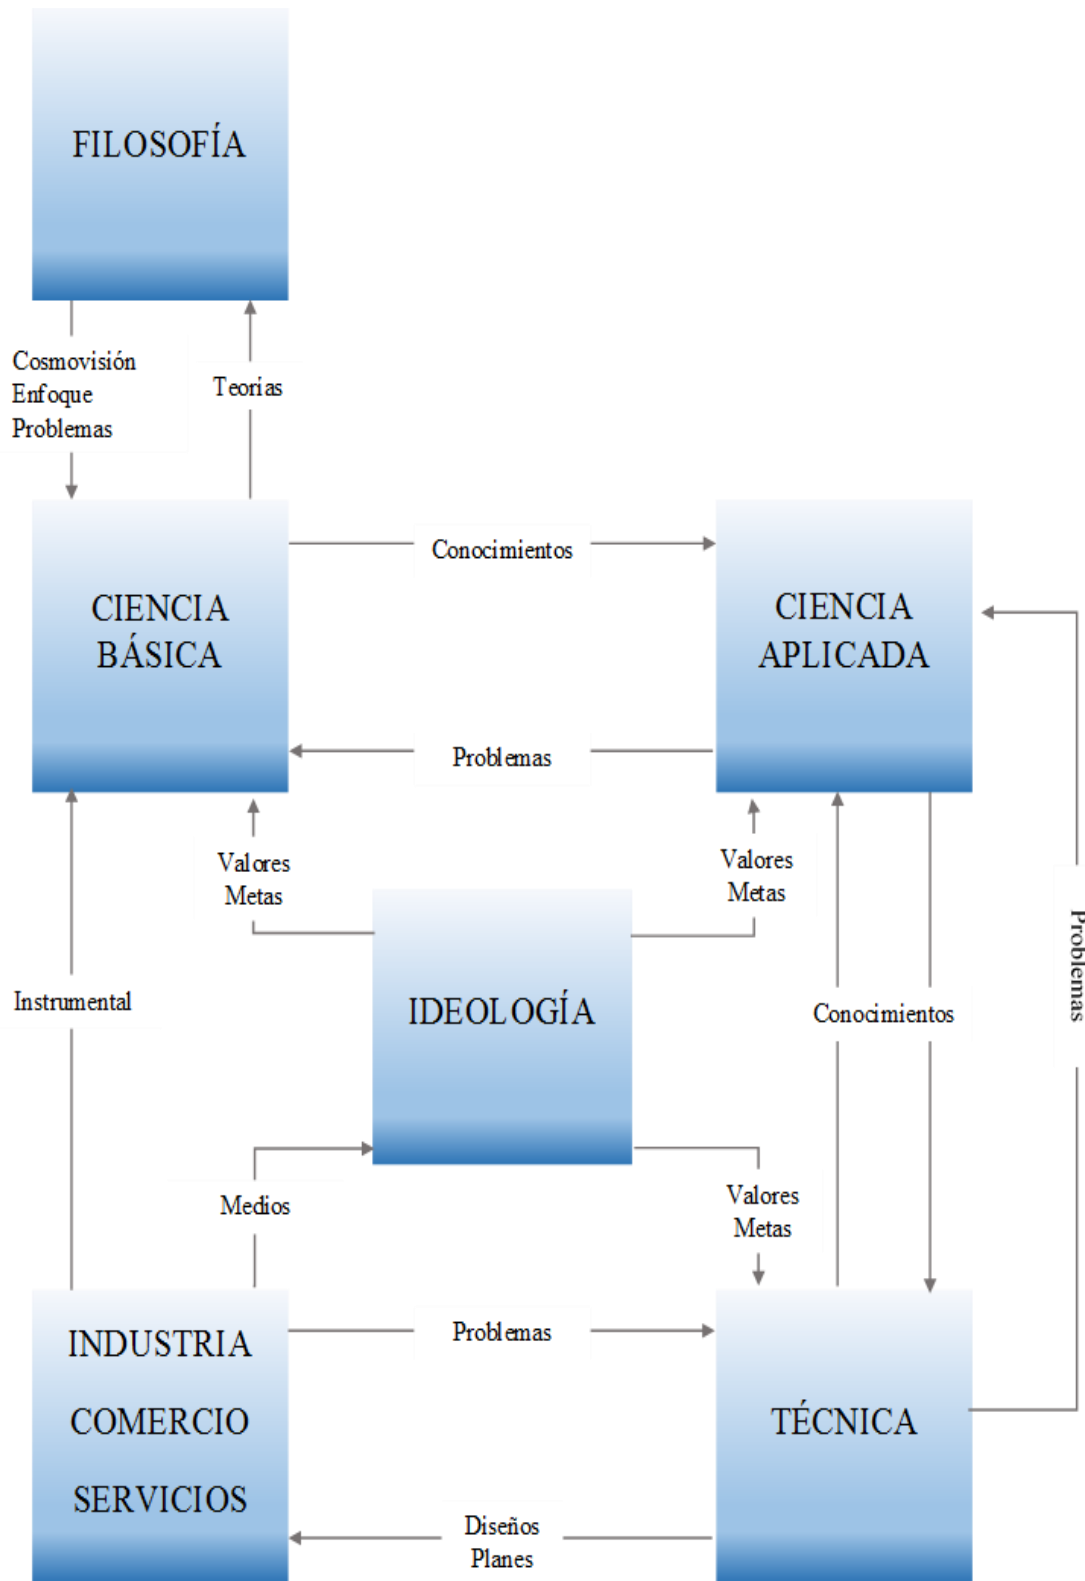 FILOSOFÍA
Cosmovisión
Enfoque
Problemas
Teorías
CIENCIA
BÁSICA
Conocimientos
CIENCIA
APLICADA
Problemas
Valores
Metas
Valores
Metas
IDEOLOGÍA
Instrumental
Conocimientos
Problemas
Medios
Valores
Metas
INDUSTRIA
COMERCIO
SERVICIOS
Problemas
TÉCNICA
Diseños
Planes